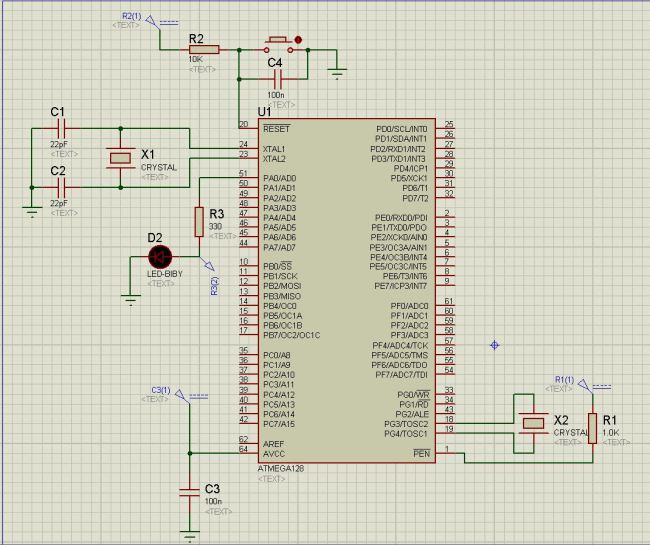 R2(1)
<TEXT>
R2
10K
<TEXT>
C4
100n
<TEXT>
C1
22pF
<TEXT>
X1
CRYSTAL
<TEXT>
C2
22pF
<TEXT>
R3
330
<TEXT>
D2
LED-BIBY
<TEXT>
R3(2)
C3(1)
<TEXT>
C3
100n
<TEXT>
U1
20 RESET
24 XTAL1
23 XTAL2
51 PA0/AD0
50 PA1/AD1
49 PA2/AD2
48 PA3/AD3
47 PA4/AD4
46 PA5/AD5
45 PA6/AD6
44 PA7/AD7
10 PB0/SS
11 PB1/SCK
12 PB2/MOSI
13 PB3/MISO
14 PB4/OC0
15 PB5/OC1A
16 PB6/OC1B
17 PB7/OC2/OC1C
35 PC0/A8
36 PC1/A9
37 PC2/A10
38 PC3/A11
39 PC4/A12
40 PC5/A13
41 PC6/A14
42 PC7/A15
62 AREF
64 AVCC
PD0/SCL/INT0 25
PD1/SDA/INT1 26
PD2/RXD1/INT2 27
PD3/TXD1/INT3 28
PD4/ICP1 29
PD5/XCK1 30
PD6/T1 31
PD7/T2 32
PE0/RXD0/PDI 2
PE1/TXD0/PDO 3
PE2/XCK0/AIN0 4
PE3/OC3A/AIN1 5
PE4/OC3B/INT4 6
PE5/OC3C/INT5 7
PE6/T3/INT6 8
PE7/ICP3/INT7 9
PF0/ADC0 61
PF1/ADC1 60
PF2/ADC2 59
PF3/ADC3 58
PF4/ADC4/TCK 57
PF5/ADC5/TMS 56
PF6/ADC6/TDO 55
PF7/ADC7/TDI 54
PG0/WR 33
PG1/RD 34
PG2/ALE 43
PG3/TOSC2 18
PG4/TOSC1 19
PEN 1
ATMEGA128
<TEXT>
X2
CRYSTAL
<TEXT>
R1(1)
<TEXT>
R1
1.0K
<TEXT>